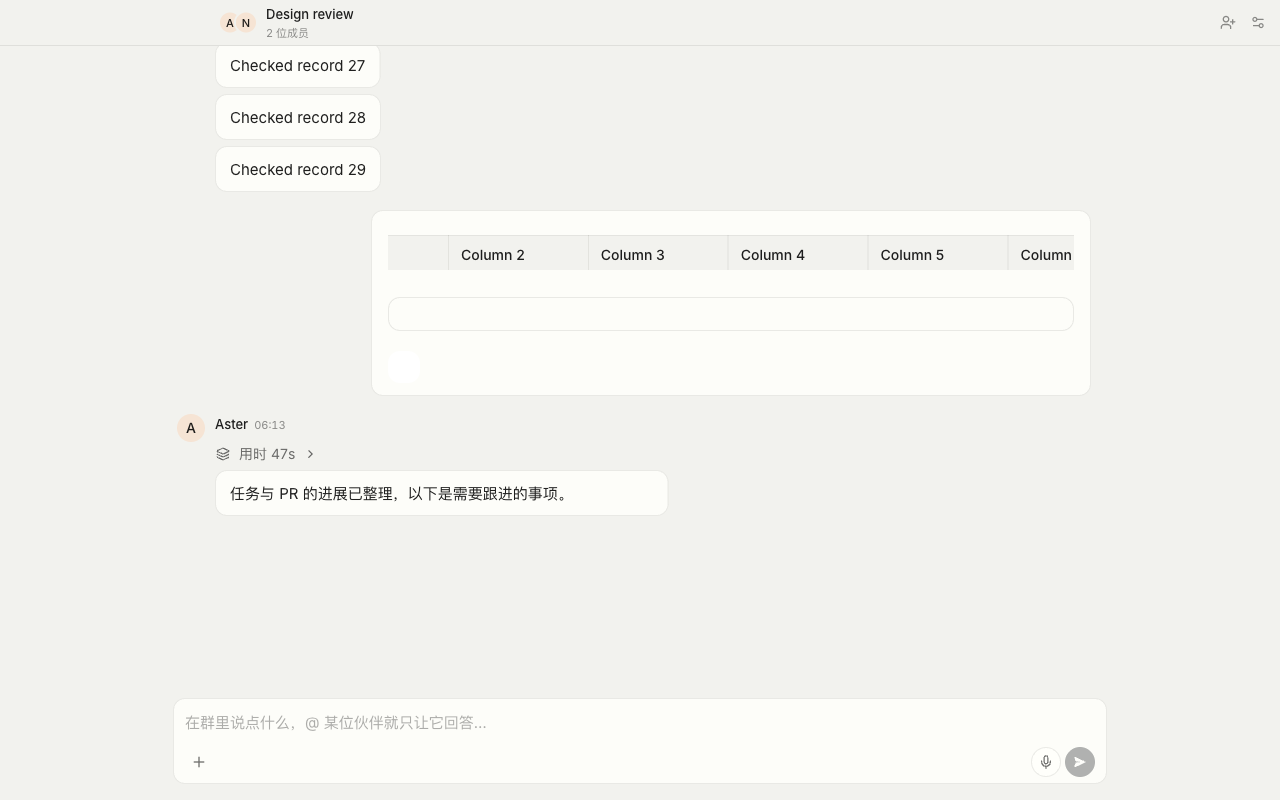 A N
Design review
2 位成员
Checked record 27
Checked record 28
Checked record 29
Column 2 Column 3 Column 4 Column 5 Column
A
Aster 06:13
用时 47s
任务与 PR 的进展已整理，以下是需要跟进的事项。
在群里说点什么，@ 某位伙伴就只让它回答...